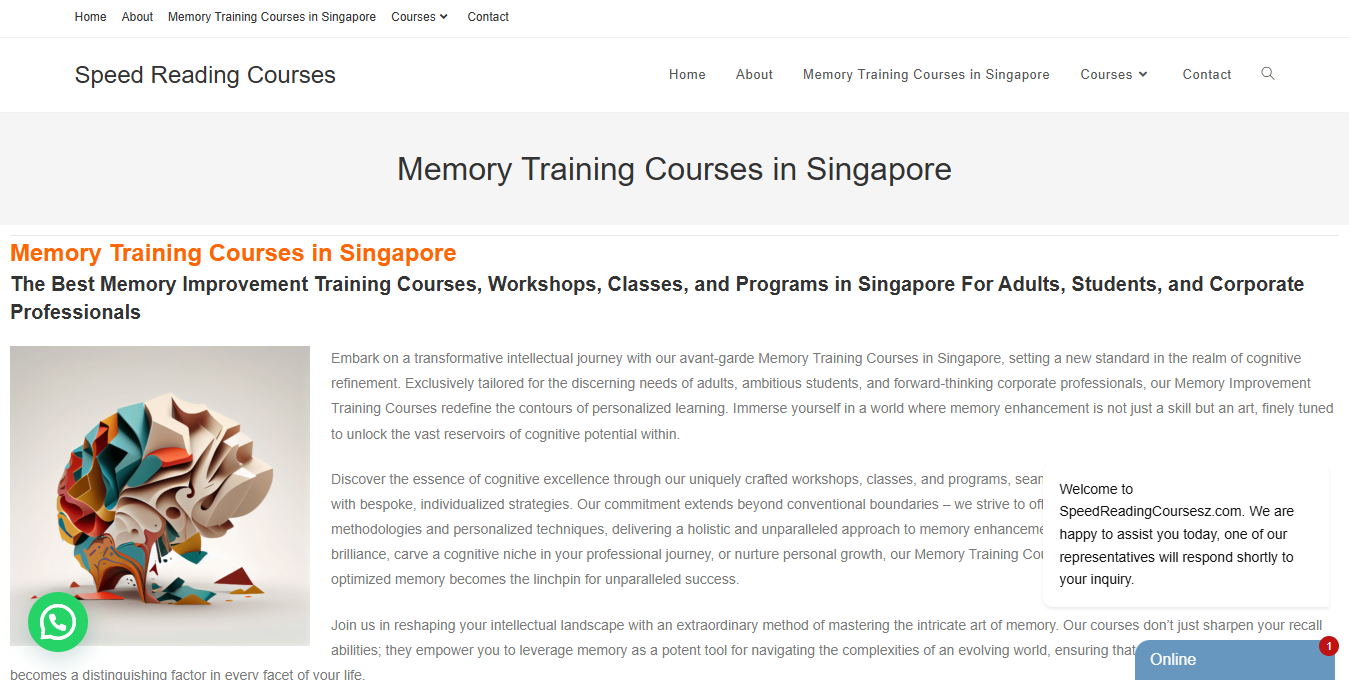 Home About Memory Training Courses in Singapore Courses Contact
Speed Reading Courses
Home About Memory Training Courses in Singapore Courses Contact
Memory Training Courses in Singapore
Memory Training Courses in Singapore
The Best Memory Improvement Training Courses, Workshops, Classes, and Programs in Singapore For Adults, Students, and Corporate
Professionals
Embark on a transformative intellectual journey with our avant-garde Memory Training Courses in Singapore, setting a new standard in the realm of cognitive
refinement. Exclusively tailored for the discerning needs of adults, ambitious students, and forward-thinking corporate professionals, our Memory Improvement
Training Courses redefine the contours of personalized learning. Immerse yourself in a world where memory enhancement is not just a skill but an art, finely tuned
to unlock the vast reservoirs of cognitive potential within.
Discover the essence of cognitive excellence through our uniquely crafted workshops, classes, and programs,
with bespoke, individualized strategies. Our commitment extends beyond conventional boundaries – we strive to
methodologies and personalized techniques, delivering a holistic and unparalleled approach to memory
brilliance, carve a cognitive niche in your professional journey, or nurture personal growth, our Memory Training
optimized memory becomes the linchpin for unparalleled success.
Join us in reshaping your intellectual landscape with an extraordinary method of mastering the intricate art of memory. Our courses don’t just sharpen your recall
abilities; they empower you to leverage memory as a potent tool for navigating the complexities of an evolving world, ensuring that
becomes a distinguishing factor in every facet of your life.
Welcome to
SpeedReadingCoursesz.com. We are
happy to assist you today, one of our
representatives will respond shortly to
your inquiry.
Online
1